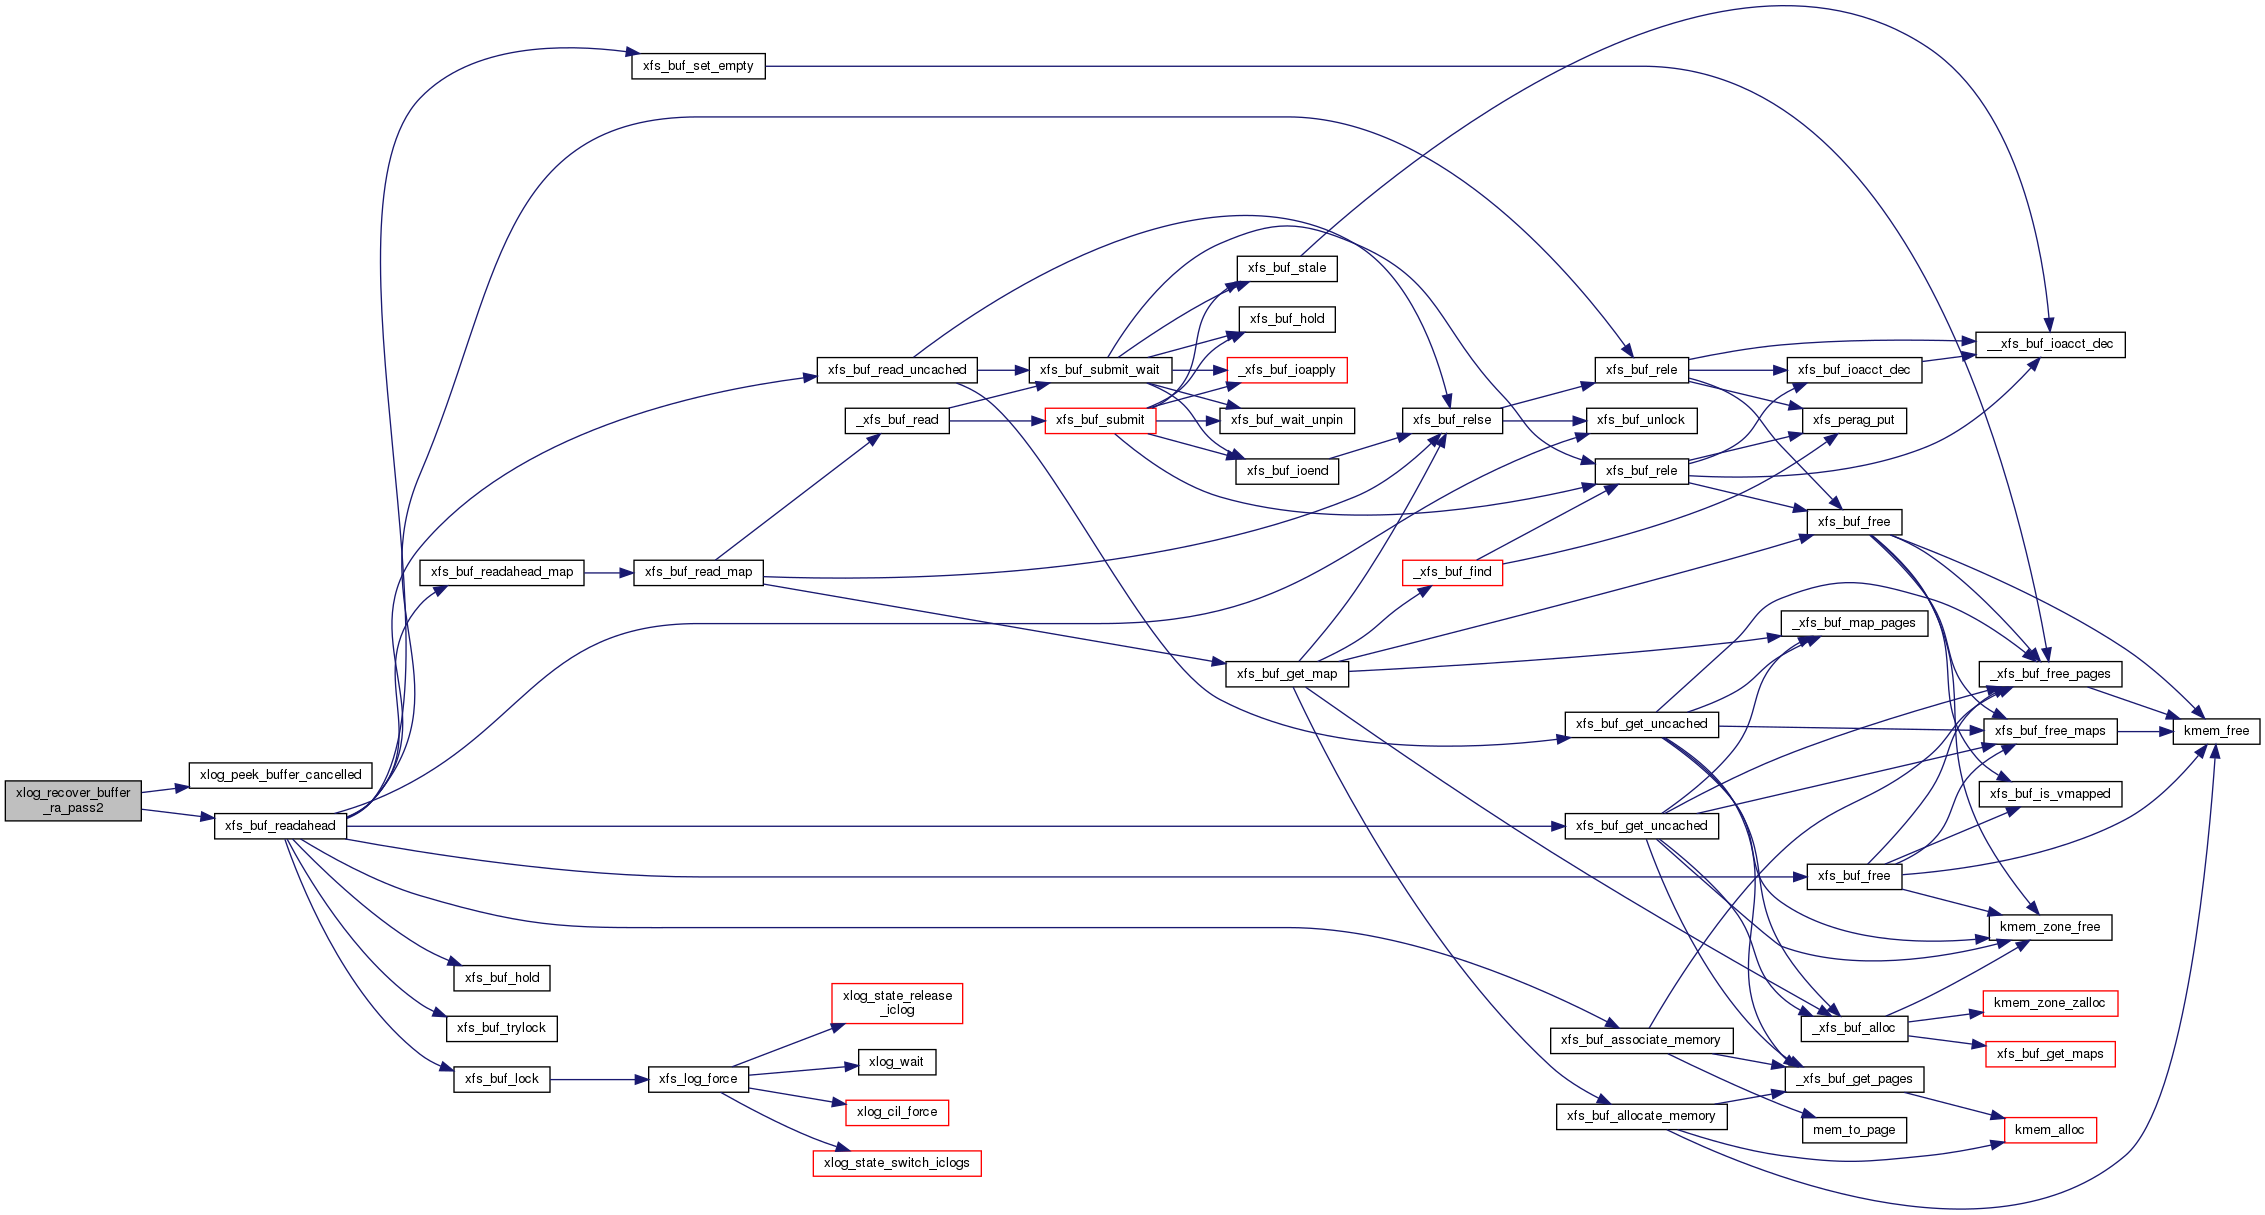 xfs_buf_set_empty
xfs_buf_stale
xfs_buf_hold
__xfs_buf_ioacct_dec
xfs_buf_read_uncached
xfs_buf_submit_wait
_xfs_buf_ioapply
xfs_buf_rele
xfs_buf_ioacct_dec
_xfs_buf_read
xfs_buf_submit
xfs_buf_wait_unpin
xfs_buf_relse
xfs_buf_unlock
xfs_perag_put
xfs_buf_ioend
xfs_buf_rele
xfs_buf_free
xfs_buf_readahead_map
xfs_buf_read_map
_xfs_buf_find
_xfs_buf_map_pages
xfs_buf_get_map
_xfs_buf_free_pages
xfs_buf_get_uncached
xfs_buf_free_maps
kmem_free
xlog_peek_buffer_cancelled
xlog_recover_buffer
_ra_pass2
xfs_buf_is_vmapped
xfs_buf_readahead
xfs_buf_get_uncached
xfs_buf_free
kmem_zone_free
xfs_buf_hold
xlog_state_release
_iclog
kmem_zone_zalloc
xfs_buf_trylock
_xfs_buf_alloc
xfs_buf_associate_memory
xfs_buf_get_maps
xlog_wait
xfs_buf_lock
xfs_log_force
_xfs_buf_get_pages
xlog_cil_force
xfs_buf_allocate_memory
mem_to_page
kmem_alloc
xlog_state_switch_iclogs